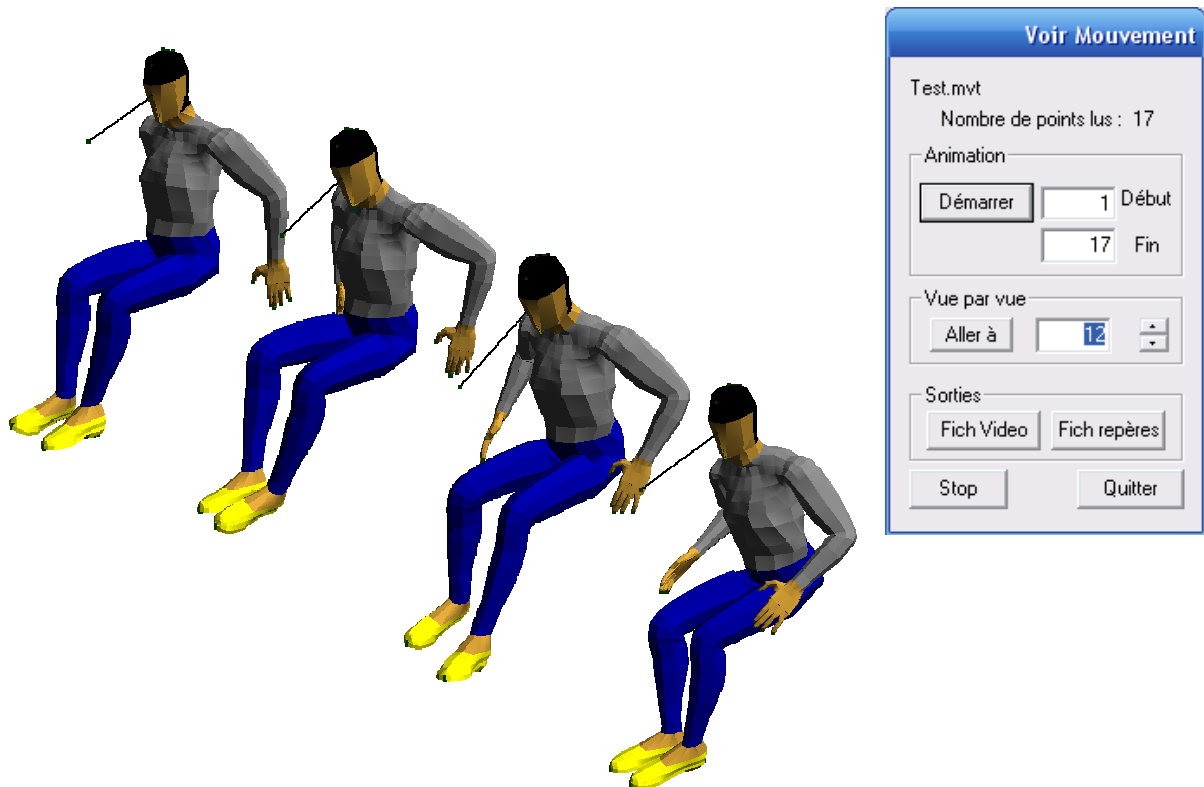 Voir Mouvement
Test.mvt
Nombre de points lus : 17
Animation
Démarrer 1 Début
17 Fin
Vue par vue
Aller à 12
Sorties
Fich Video Fich repères
Stop Quitter